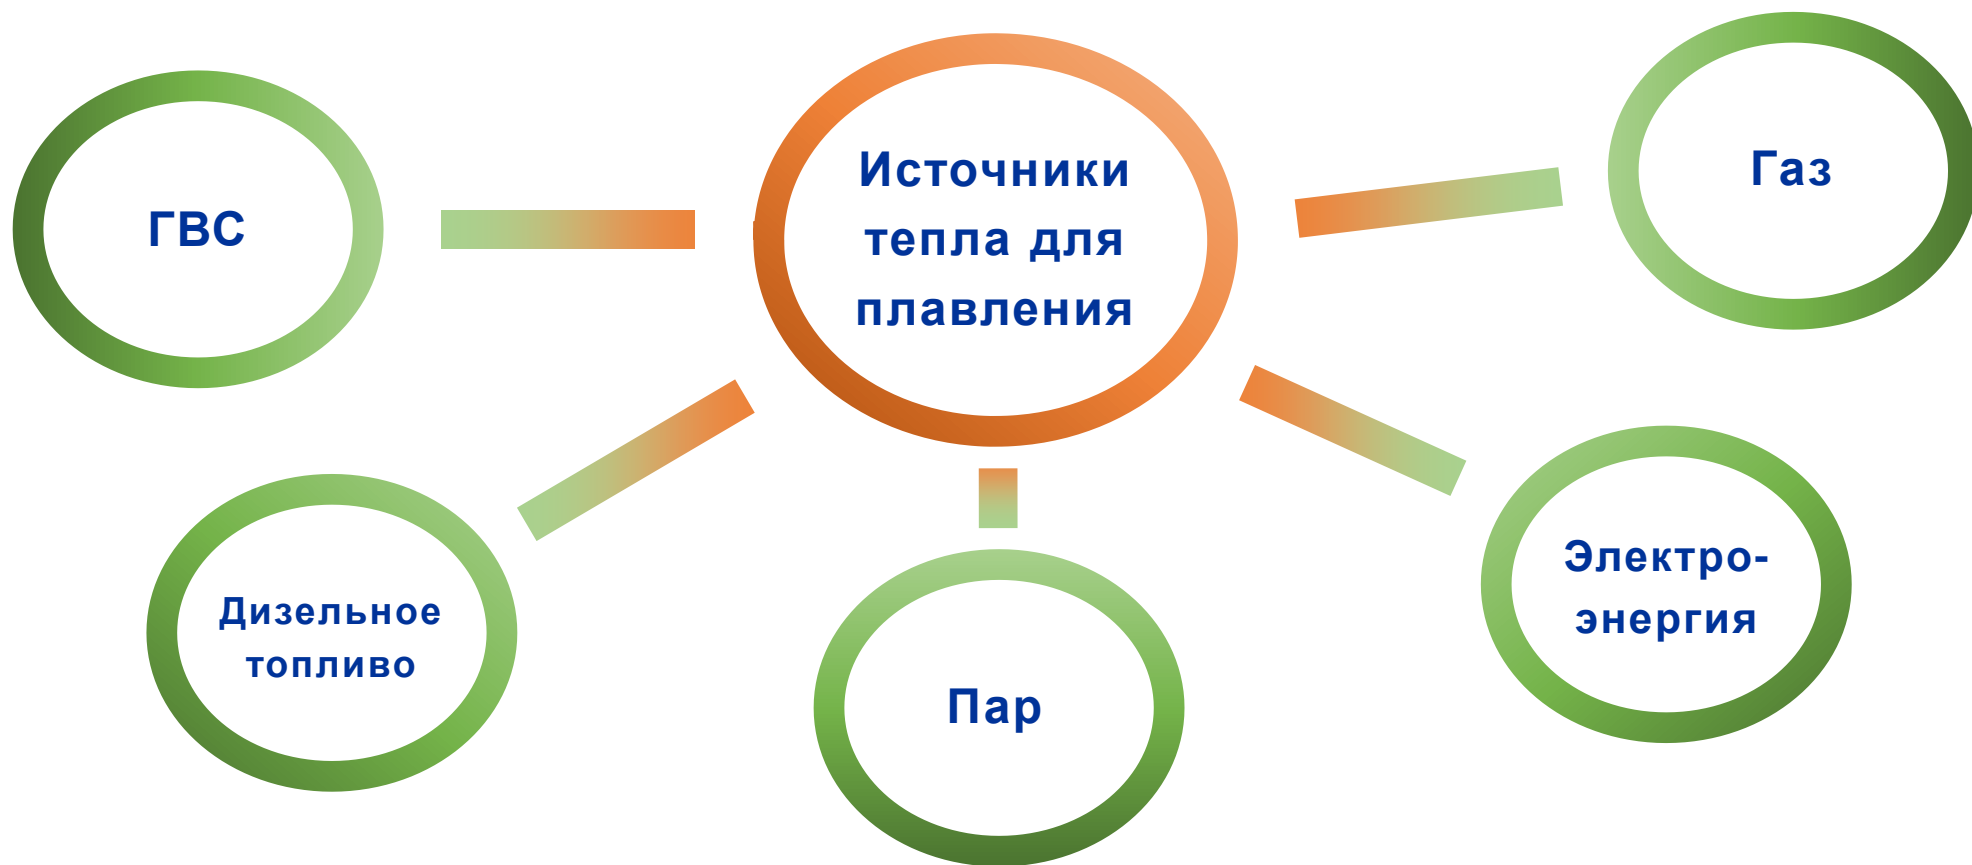 Источники
тепла для
плавления
ГВС
Газ
Дизельное
топливо
Пар
Электро-
энергия